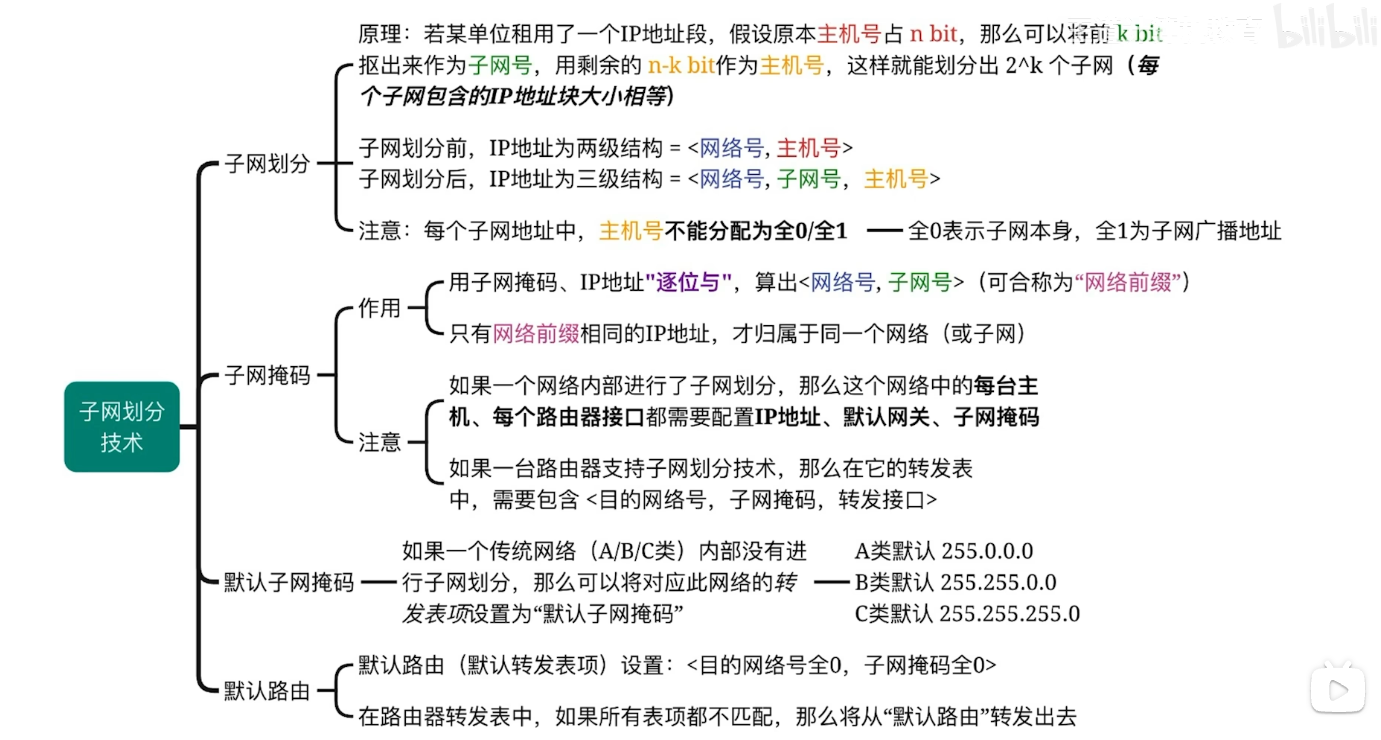 原理：若某单位租用了一个IP地址段，假设原本主机号占 n bit，那么可以将前 k bit
抠出来作为子网号，用剩余的 n-k bit作为主机号，这样就能划分出 2^k 个子网（每
个子网包含的IP地址块大小相等）
子网划分
子网划分前，IP地址为两级结构 = <网络号, 主机号>
子网划分后，IP地址为三级结构 = <网络号, 子网号，主机号>
注意：每个子网地址中，主机号不能分配为全0/全1
全0表示子网本身，全1为子网广播地址
子网划分
技术
子网掩码
作用
用子网掩码、IP地址"逐位与"，算出<网络号, 子网号>（可合称为“网络前缀”）
只有网络前缀相同的IP地址，才归属于同一个网络（或子网）
注意
如果一个网络内部进行了子网划分，那么这个网络中的每台主
机、每个路由器接口都需要配置IP地址、默认网关、子网掩码
如果一台路由器支持子网划分技术，那么在它的转发表
中，需要包含 <目的网络号，子网掩码，转发接口>
默认子网掩码
如果一个传统网络（A/B/C类）内部没有进
行子网划分，那么可以将对应此网络的转
发表项设置为“默认子网掩码”
A类默认 255.0.0.0
B类默认 255.255.0.0
C类默认 255.255.255.0
默认路由
默认路由（默认转发表项）设置：<目的网络号全0，子网掩码全0>
在路由器转发表中，如果所有表项都不匹配，那么将从“默认路由”转发出去
bilibili